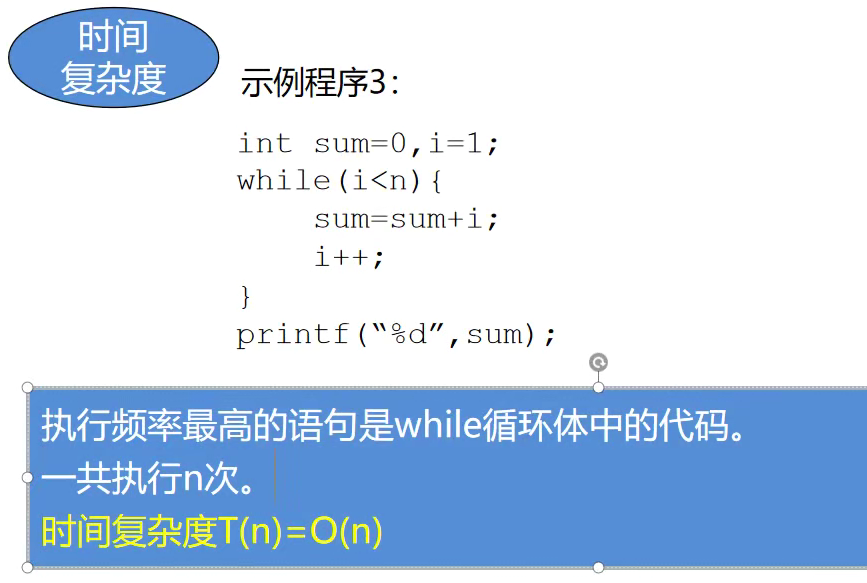 时间
复杂度
示例程序3：
int sum=0,i=1;
while(i<n){
sum=sum+i;
i++;
}
printf(“%d”,sum);
执行频率最高的语句是while循环体中的代码。
一共执行n次。
时间复杂度T(n)=O(n)